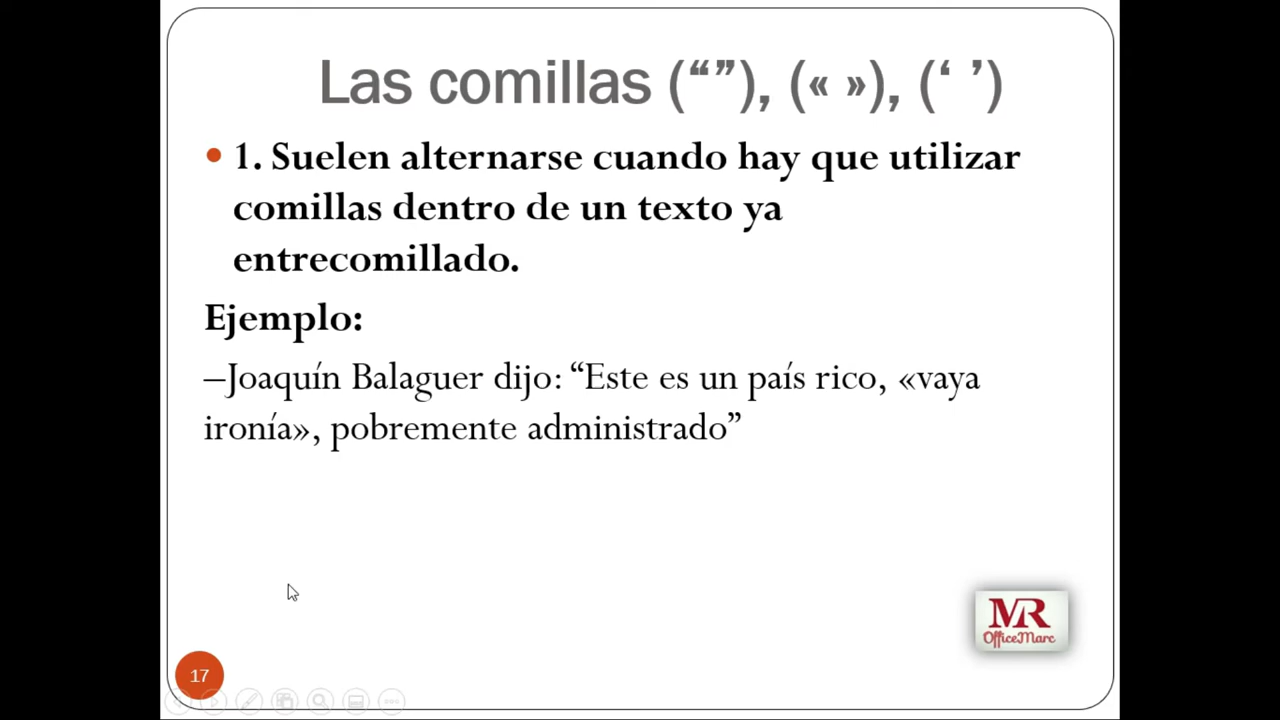 Las comillas (“”), (« »), (‘ ’)
• 1. Suelen alternarse cuando hay que utilizar
comillas dentro de un texto ya
entrecomillado.
Ejemplo:
–Joaquín Balaguer dijo: “Este es un país rico, «vaya
ironía», pobremente administrado”
MR
OfficeMarc
17